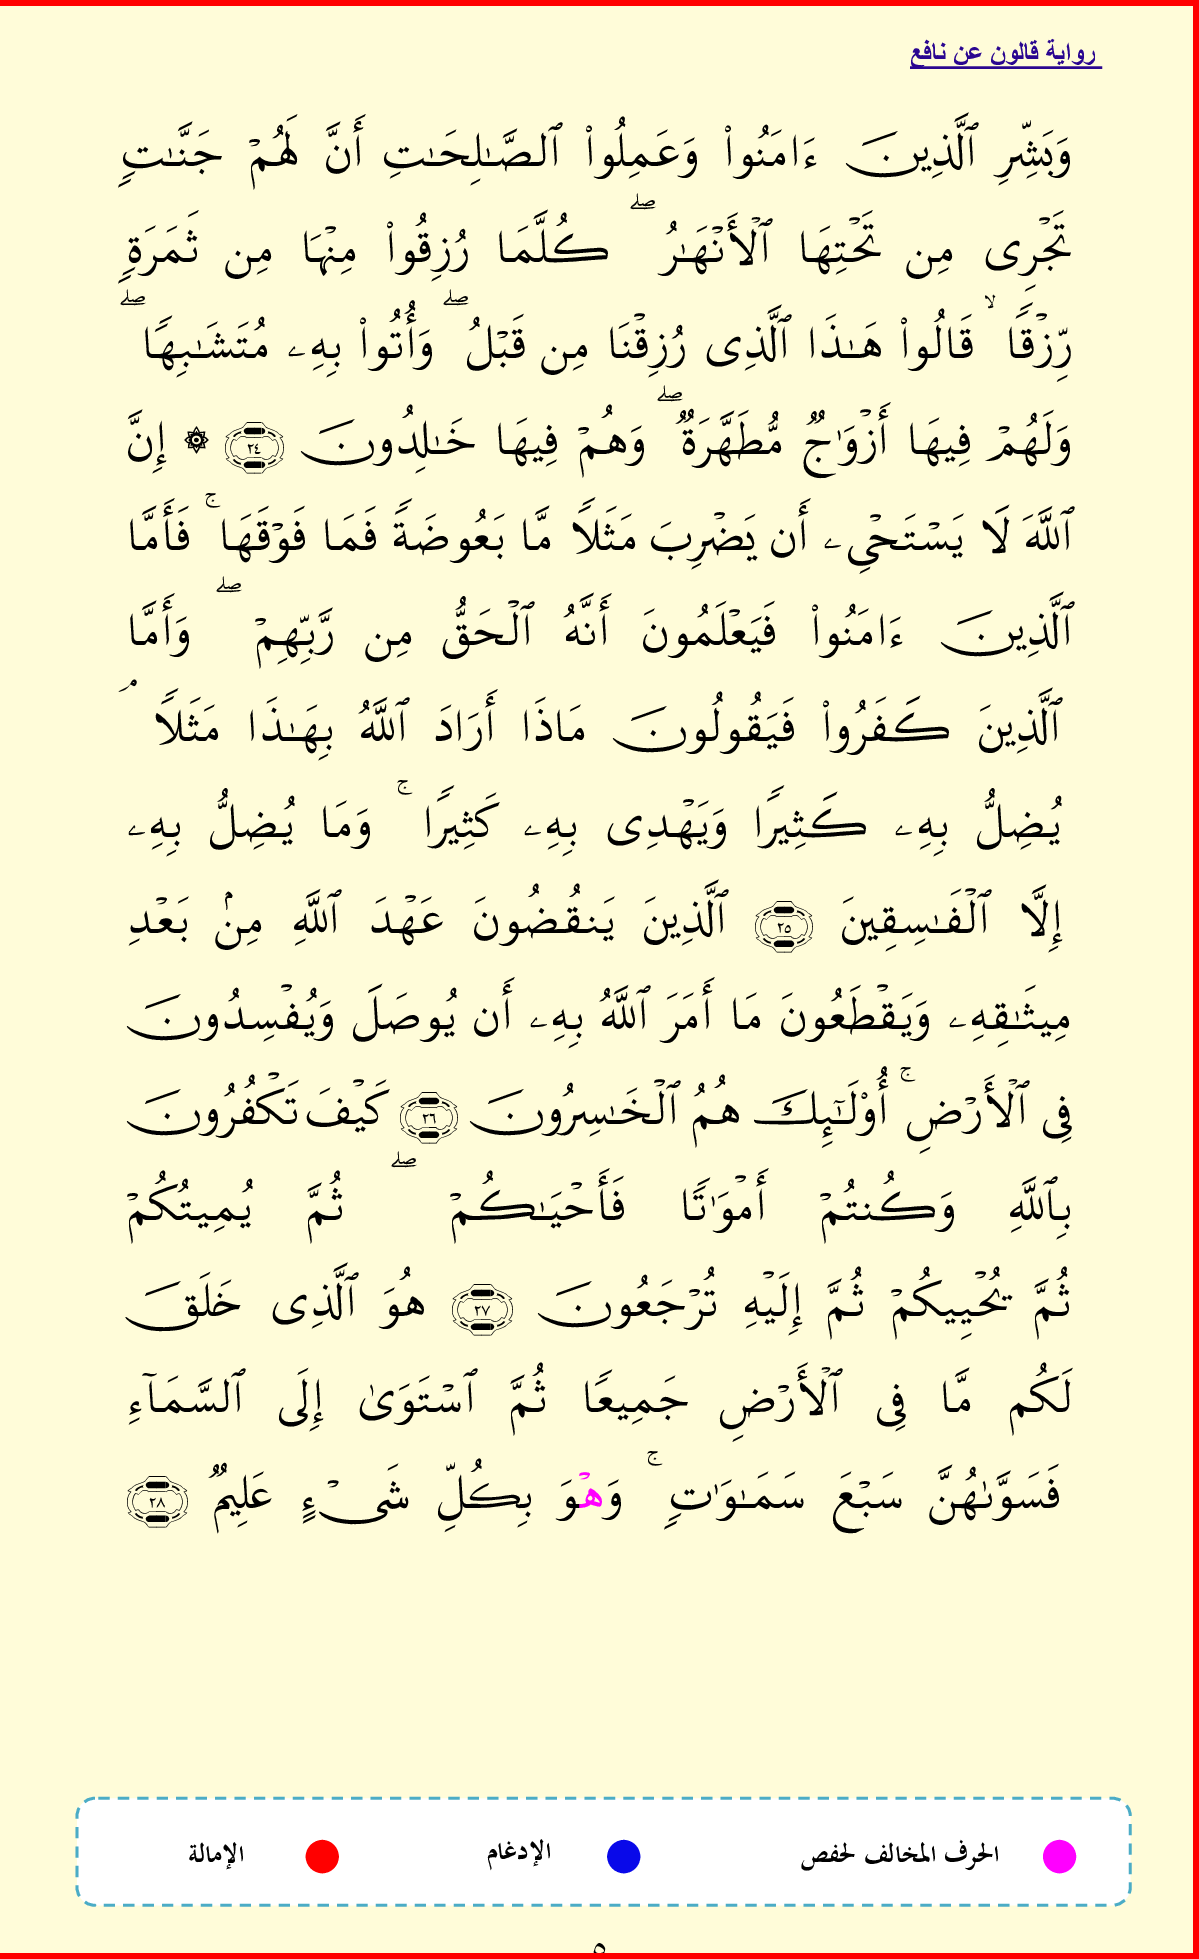 رواية قالون عن نافع
وَبَشِّرِ ٱلَّذِينَ ءَامَنُوا۟ وَعَمِلُوا۟ ٱلصَّـٰلِحَـٰتِ أَنَّ لَهُمْ جَنَّـٰتٍۢ
تَجْرِى مِن تَحْتِهَا ٱلْأَنْهَـٰرُ ۖ كُلَّمَا رُزِقُوا۟ مِنْهَا مِن ثَمَرَةٍۢ
رِّزْقًۭا ۙ قَالُوا۟ هَـٰذَا ٱلَّذِى رُزِقْنَا مِن قَبْلُ ۖ وَأُتُوا۟ بِهِۦ مُتَشَـٰبِهًۭا ۖ
وَلَهُمْ فِيهَا أَزْوَٰجٌۭ مُّطَهَّرَةٌۭ ۖ وَهُمْ فِيهَا خَـٰلِدُونَ ٢٤ ۞ إِنَّ
ٱللَّهَ لَا يَسْتَحْىِۦ أَن يَضْرِبَ مَثَلًۭا مَّا بَعُوضَةًۭ فَمَا فَوْقَهَا ۚ فَأَمَّا
ٱلَّذِينَ ءَامَنُوا۟ فَيَعْلَمُونَ أَنَّهُ ٱلْحَقُّ مِن رَّبِّهِمْ ۖ وَأَمَّا
ٱلَّذِينَ كَفَرُوا۟ فَيَقُولُونَ مَاذَا أَرَادَ ٱللَّهُ بِهَـٰذَا مَثَلًۭا ۘ
يُضِلُّ بِهِۦ كَثِيرًۭا وَيَهْدِى بِهِۦ كَثِيرًۭا ۚ وَمَا يُضِلُّ بِهِۦ
إِلَّا ٱلْفَـٰسِقِينَ ٢٥ ٱلَّذِينَ يَنقُضُونَ عَهْدَ ٱللَّهِ مِنۢ بَعْدِ
مِيثَـٰقِهِۦ وَيَقْطَعُونَ مَا أَمَرَ ٱللَّهُ بِهِۦ أَن يُوصَلَ وَيُفْسِدُونَ
فِى ٱلْأَرْضِ ۚ أُو۟لَـٰٓئِكَ هُمُ ٱلْخَـٰسِرُونَ ٢٦ كَيْفَ تَكْفُرُونَ
بِٱللَّهِ وَكُنتُمْ أَمْوَٰتًۭا فَأَحْيَـٰكُمْ ۖ ثُمَّ يُمِيتُكُمْ
ثُمَّ يُحْيِيكُمْ ثُمَّ إِلَيْهِ تُرْجَعُونَ ٢٧ هُوَ ٱلَّذِى خَلَقَ
لَكُم مَّا فِى ٱلْأَرْضِ جَمِيعًۭا ثُمَّ ٱسْتَوَىٰ إِلَى ٱلسَّمَآءِ
فَسَوَّىٰهُنَّ سَبْعَ سَمَـٰوَٰتٍۢ ۚ وَهْوَ بِكُلِّ شَىْءٍ عَلِيمٌۭ ٢٨
الحرف المخالف لحفص الإدغام الإمالة